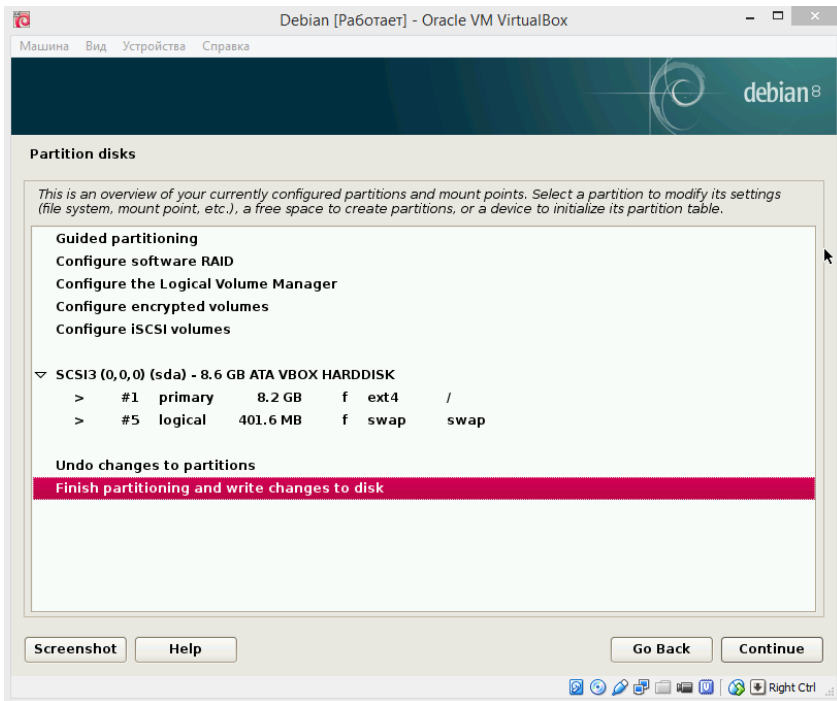 Debian [Работает] - Oracle VM VirtualBox
Машина Вид Устройства Справка
debian 8
Partition disks
This is an overview of your currently configured partitions and mount points. Select a partition to modify its settings
(file system, mount point, etc.), a free space to create partitions, or a device to initialize its partition table.
Guided partitioning
Configure software RAID
Configure the Logical Volume Manager
Configure encrypted volumes
Configure iSCSI volumes
SCSI3 (0,0,0) (sda) - 8.6 GB ATA VBOX HARDDISK
> #1 primary 8.2 GB f ext4 /
> #5 logical 401.6 MB f swap swap
Undo changes to partitions
Finish partitioning and write changes to disk
Screenshot Help Go Back Continue
Right Ctrl